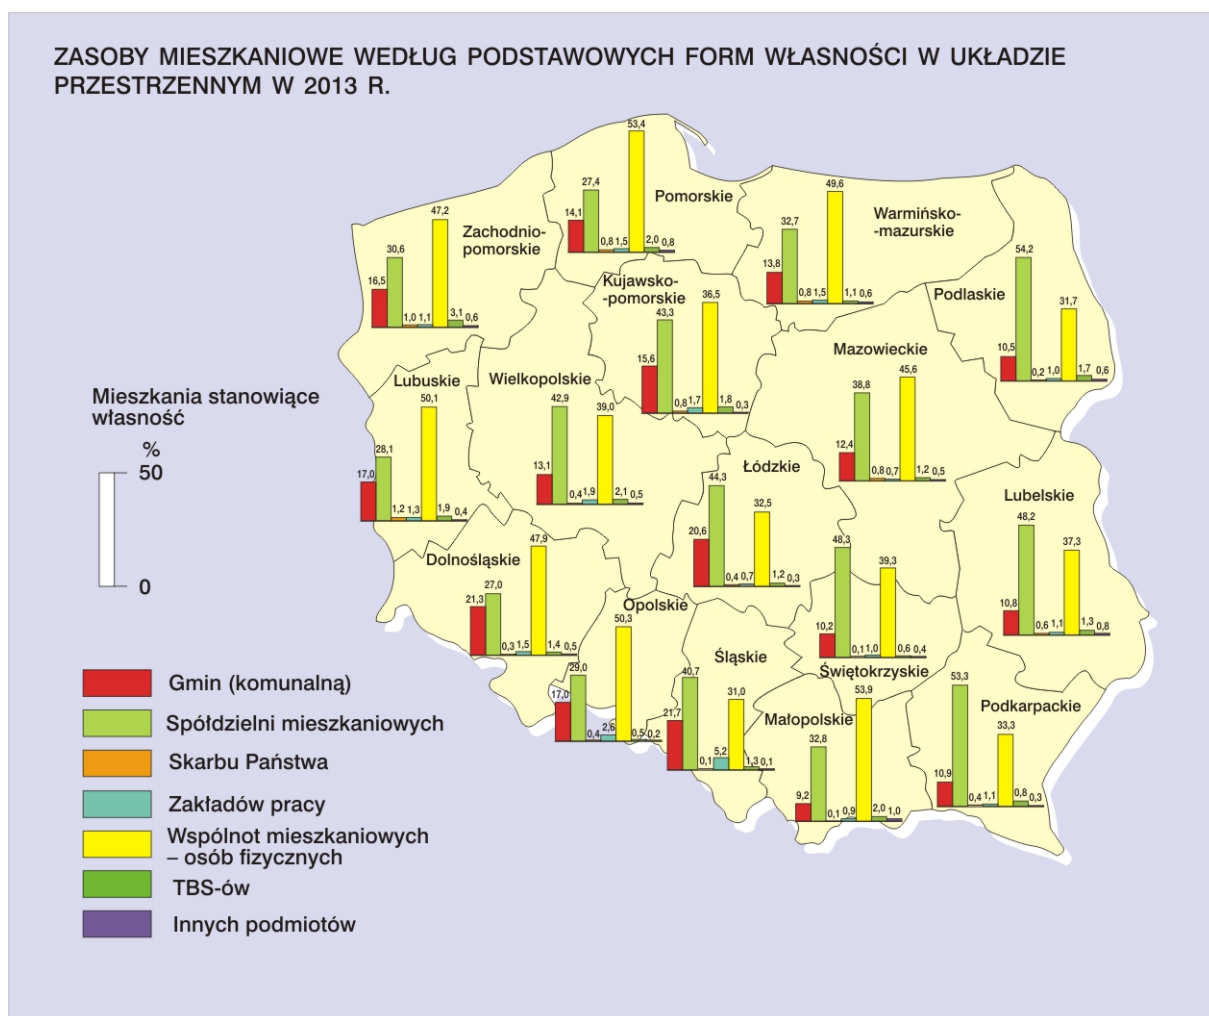 ZASOBY MIESZKANIOWE WEDŁUG PODSTAWOWYCH FORM WŁASNOŚCI W UKŁADZIE
PRZESTRZENNYM W 2013 R.
53,4
27,4
14,1
0,8 1,5
2,0 0,8
Pomorskie
Zachodnio-
pomorskie
47,2
30,6
16,5
1,0 1,1
3,1 0,6
Warmińsko-
-mazurskie
49,6
32,7
13,8
0,8 1,5
1,1 0,6
Podlaskie
54,2
31,7
10,5
0,2 1,0
1,7 0,6
Kujawsko-
-pomorskie
43,3
36,5
15,6
0,8 1,7
1,8 0,3
Mazowieckie
45,6
38,8
12,4
0,8 0,7
1,2 0,5
Lubuskie
50,1
28,1
17,0
1,2 1,3
1,9 0,4
Wielkopolskie
42,9
39,0
13,1
0,4 1,9
2,1 0,5
Łódzkie
44,3
32,5
20,6
0,4 0,7
1,2 0,3
Lubelskie
48,2
37,3
10,8
0,6 1,1
1,3 0,8
Dolnośląskie
47,9
27,0
21,3
0,3 1,5
1,4 0,5
48,3
39,3
10,2
0,1 1,0
0,6 0,4
Świętokrzyskie
Opolskie
50,3
29,0
17,0
0,4 2,6
0,5 0,2
Śląskie
40,7
31,0
21,7
0,1 5,2
1,3 0,1
Małopolskie
53,9
32,8
9,2
0,1 0,9
2,0 1,0
Podkarpackie
53,3
33,3
10,9
0,4 1,1
0,8 0,3
Mieszkania stanowiące
własność
%
50
0
Gmin (komunalną)
Spółdzielni mieszkaniowych
Skarbu Państwa
Zakładów pracy
Wspólnot mieszkaniowych
– osób fizycznych
TBS-ów
Innych podmiotów